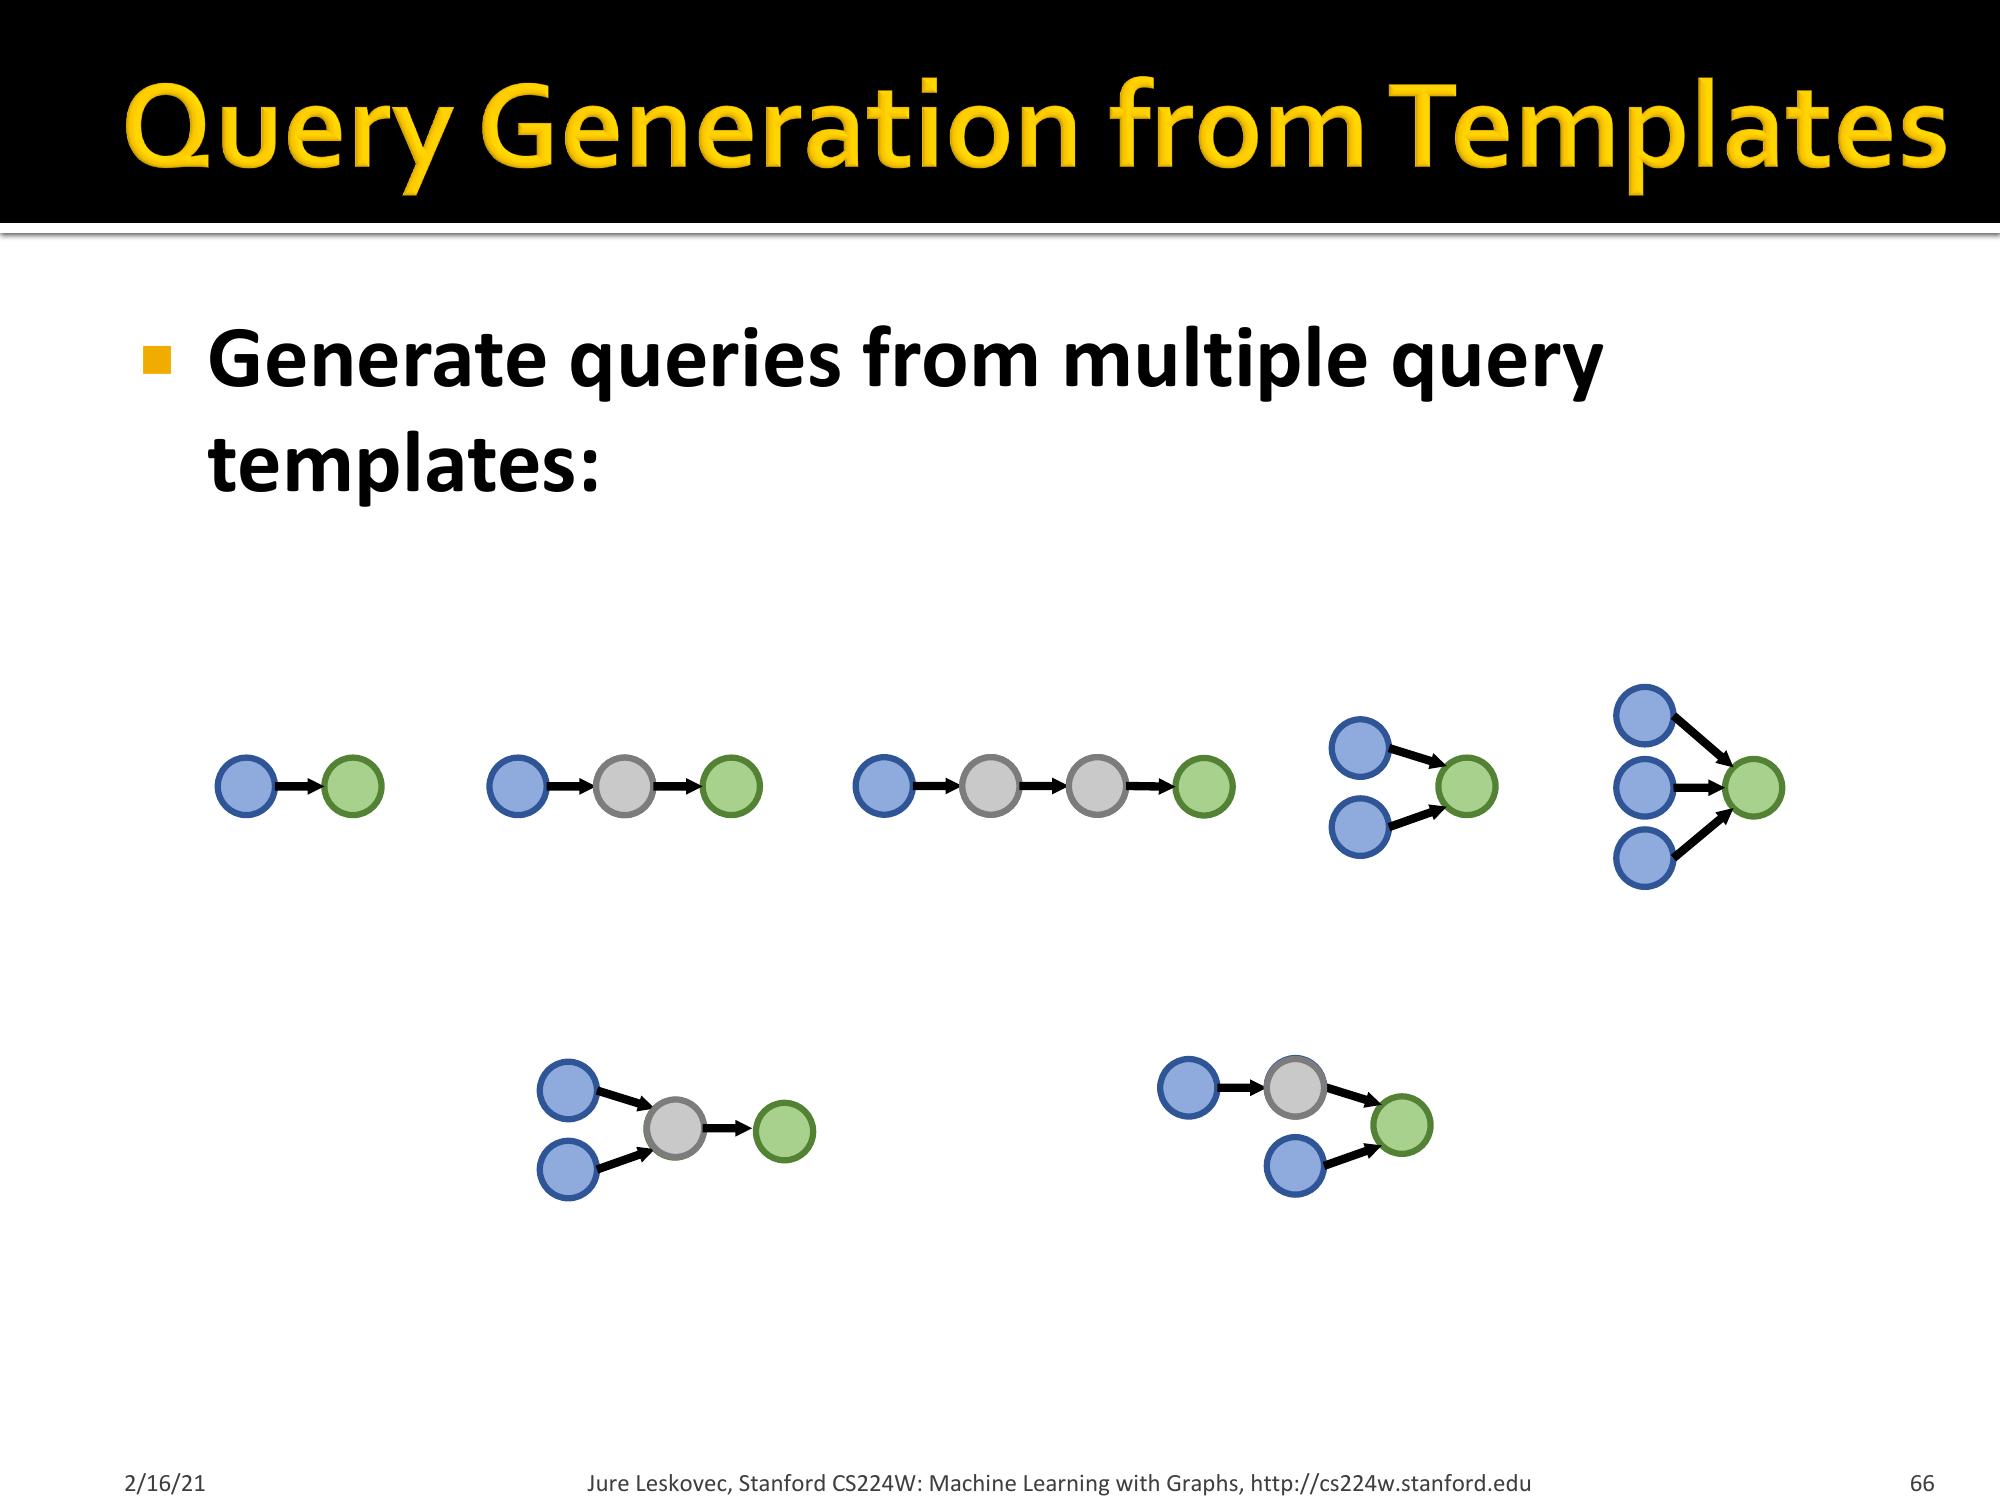 Query Generation from Templates
Generate queries from multiple query
templates:
2/16/21
Jure Leskovec, Stanford CS224W: Machine Learning with Graphs, http://cs224w.stanford.edu
66